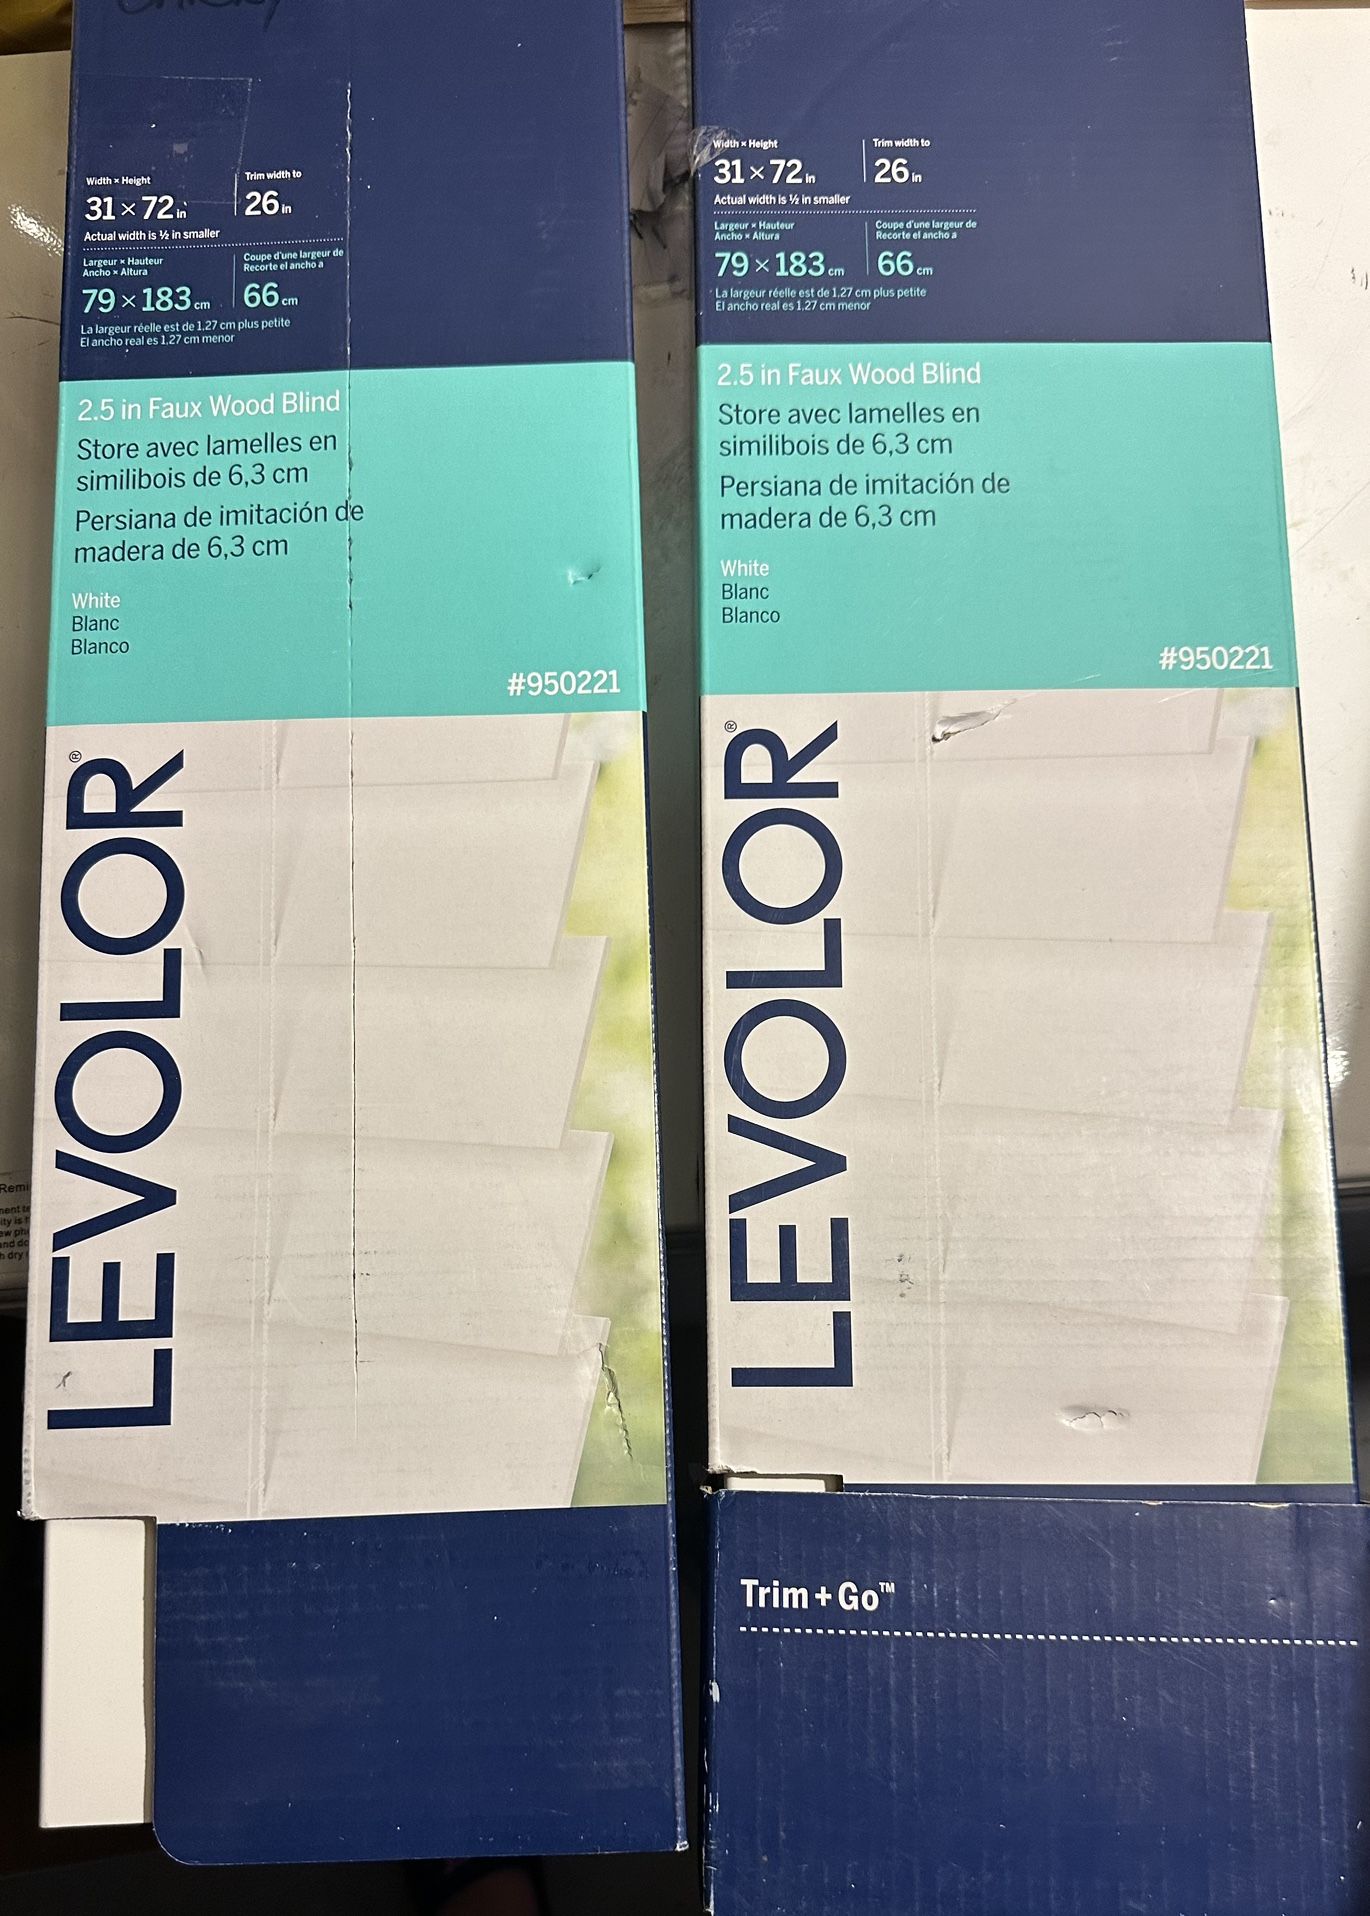 Width × Height
31 × 72 in
Actual width is ½ in smaller
Trim width to
26 in
Largeur × Hauteur
Ancho × Altura
79 × 183 cm
Coupe d'une largeur de
Recorte el ancho a
66 cm
La largeur réelle est de 1,27 cm plus petite
El ancho real es 1,27 cm menor
2.5 in Faux Wood Blind
Store avec lamelles en
similibois de 6,3 cm
Persiana de imitación de
madera de 6,3 cm
White
Blanc
Blanco
#950221
LEVOLOR®
Width × Height
31 × 72 in
Actual width is ½ in smaller
Trim width to
26 in
Largeur × Hauteur
Ancho × Altura
79 × 183 cm
Coupe d'une largeur de
Recorte el ancho a
66 cm
La largeur réelle est de 1,27 cm plus petite
El ancho real es 1,27 cm menor
2.5 in Faux Wood Blind
Store avec lamelles en
similibois de 6,3 cm
Persiana de imitación de
madera de 6,3 cm
White
Blanc
Blanco
#950221
LEVOLOR®
Trim + Go™